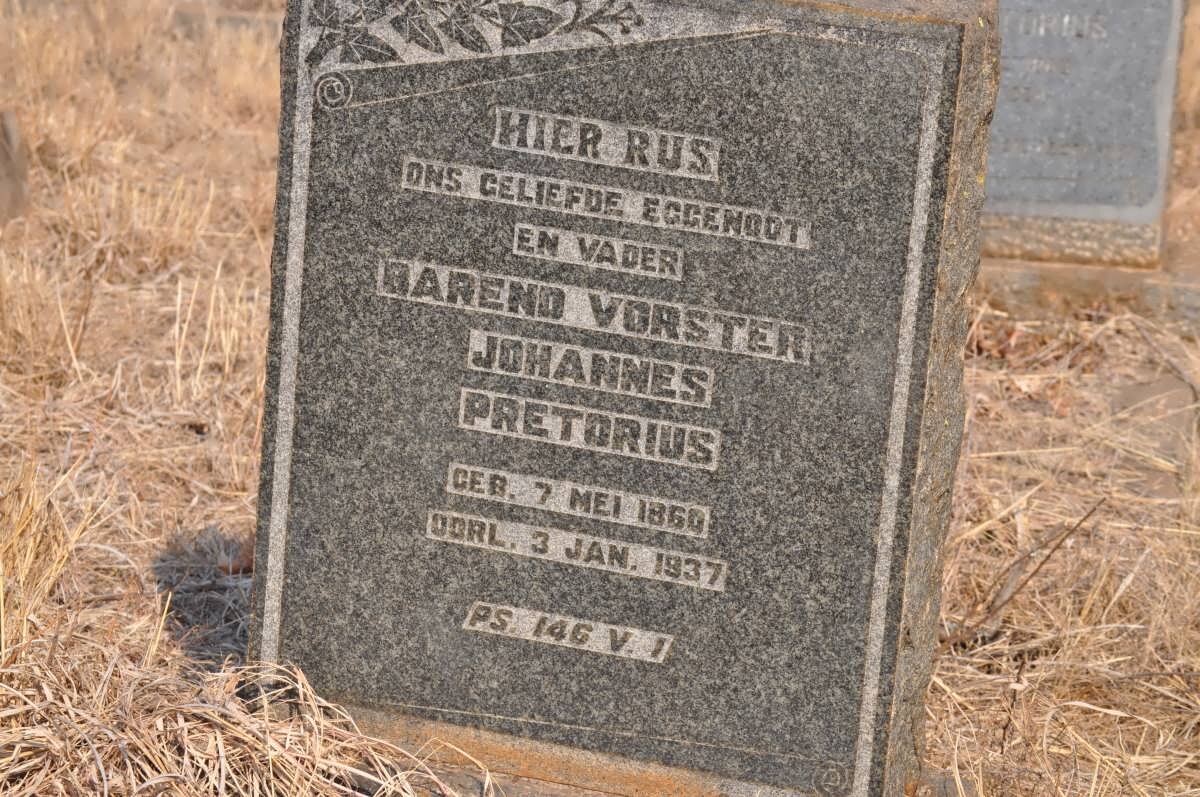 HIER RUS
ONS GELIEFDE EGGENOOT
EN VADER
BAREND VORSTER
JOHANNES
PRETORIUS
GEB. 7 MEI 1860
OORL. 3 JAN. 1937
PS. 146 V. 1